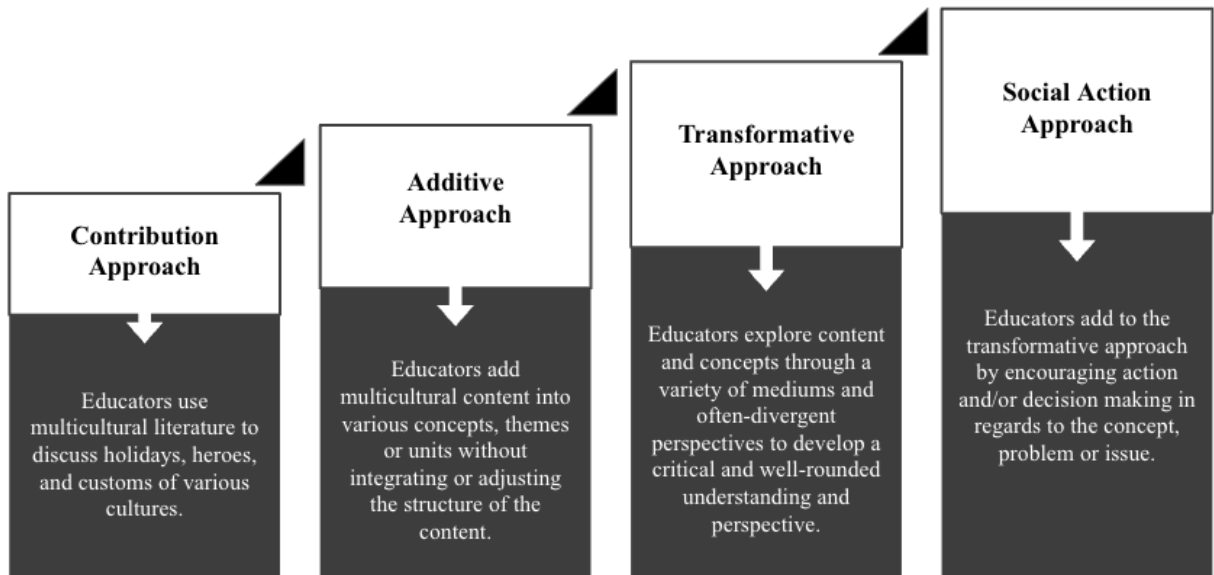 Contribution
Approach
Educators use
multicultural literature to
discuss holidays, heroes,
and customs of various
cultures.
Additive
Approach
Educators add
multicultural content into
various concepts, themes
or units without
integrating or adjusting
the structure of the
content.
Transformative
Approach
Educators explore content
and concepts through a
variety of mediums and
often-divergent
perspectives to develop a
critical and well-rounded
understanding and
perspective.
Social Action
Approach
Educators add to the
transformative approach
by encouraging action
and/or decision making in
regards to the concept,
problem or issue.